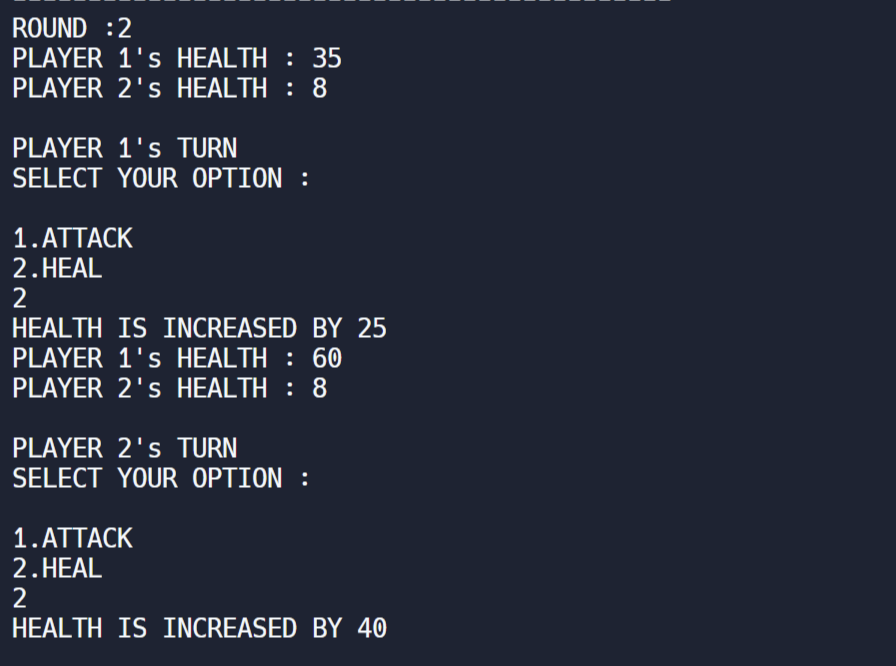 ROUND :2
PLAYER 1's HEALTH : 35
PLAYER 2's HEALTH : 8
PLAYER 1's TURN
SELECT YOUR OPTION :
1.ATTACK
2.HEAL
2
HEALTH IS INCREASED BY 25
PLAYER 1's HEALTH : 60
PLAYER 2's HEALTH : 8
PLAYER 2's TURN
SELECT YOUR OPTION :
1.ATTACK
2.HEAL
2
HEALTH IS INCREASED BY 40